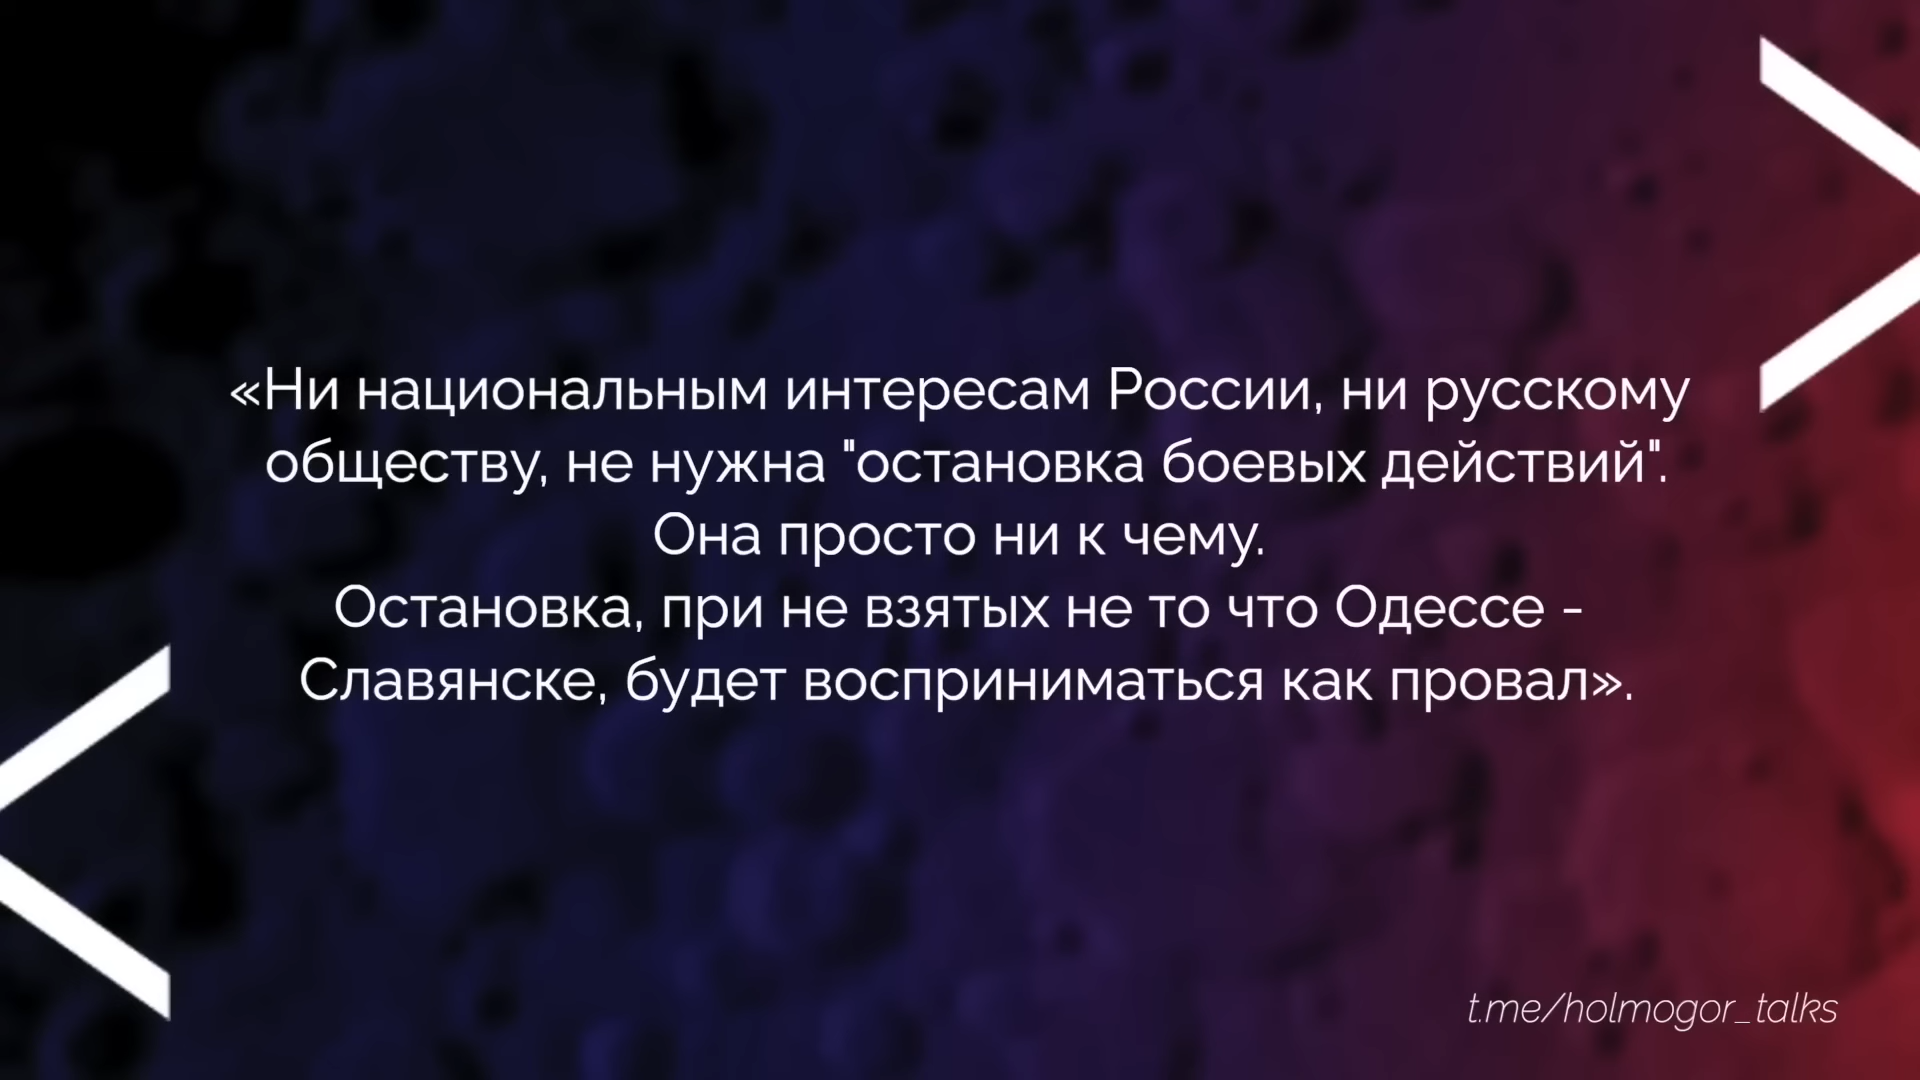 «Ни национальным интересам России, ни русскому
обществу, не нужна "остановка боевых действий".
Она просто ни к чему.
Остановка, при не взятых не то что Одессе -
Славянске, будет восприниматься как провал».
t.me/holmogor_talks